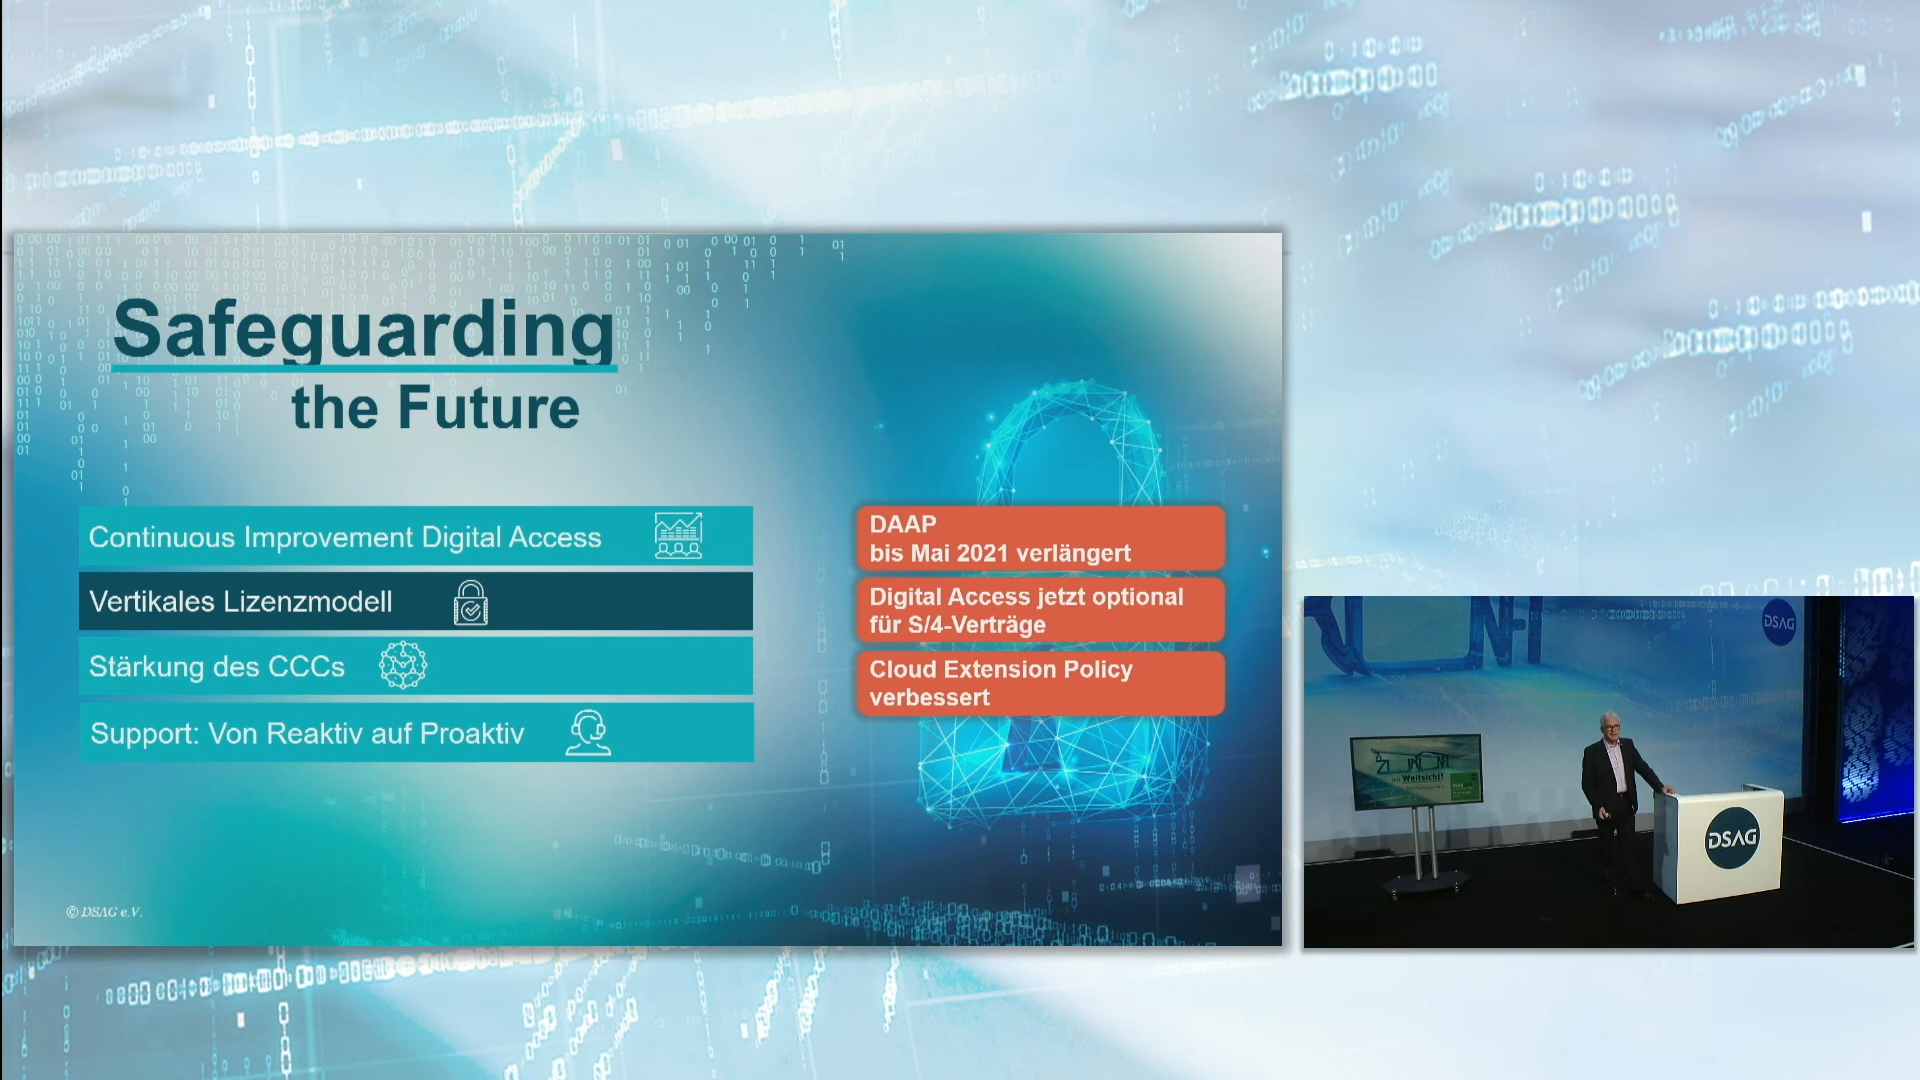 Safeguarding
the Future
Continuous Improvement Digital Access
Vertikales Lizenzmodell
Stärkung des CCCs
Support: Von Reaktiv auf Proaktiv
DAAP
bis Mai 2021 verlängert
Digital Access jetzt optional
für S/4-Verträge
Cloud Extension Policy
verbessert
© DSAG e.V.
DSAG
Weitsicht!
DSAG